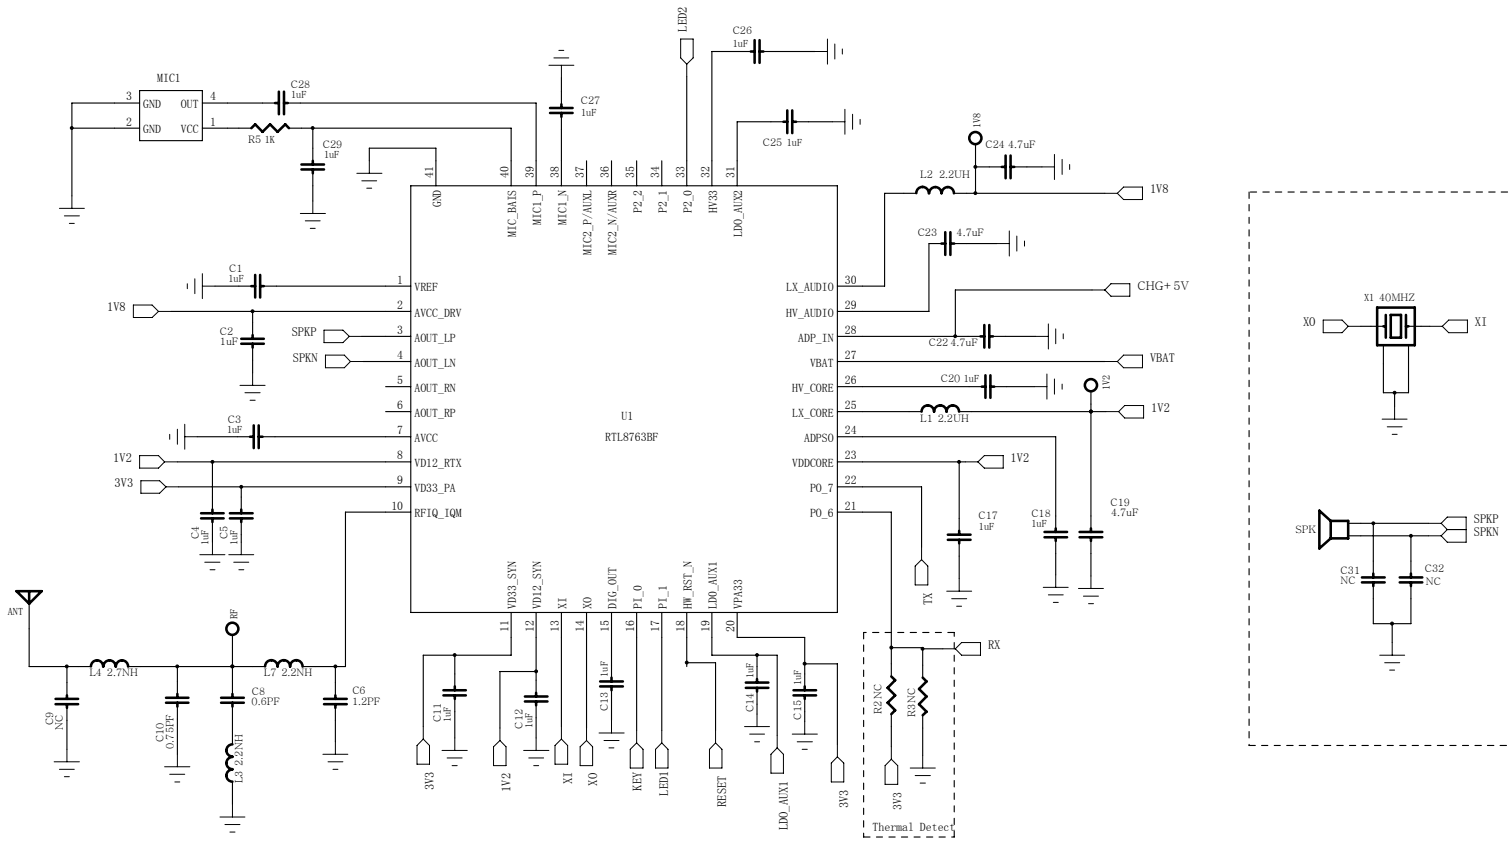 LED2
C26
1uF
MIC1
3 GND OUT 4
2 GND VCC 1
C28
1uF
R5 1K
C29
1uF
C27
1uF
C25 1uF
1V8
C24 4.7uF
L2 2.2UH
1V8
41 40 39 38 37 36 35 34 33 32 31
GND
MIC_BAIS
MIC1_P
MIC1_N
MIC2_P/AUXL
MIC2_N/AUXR
P2_2
P2_1
P2_0
HV33
LDO_AUX2
C23 4.7uF
C1
1uF
1 VREF
1V8
2 AVCC_DRV
C2
1uF
SPKP
3 AOUT_LP
SPKN
4 AOUT_LN
5 AOUT_RN
6 AOUT_RP
C3
1uF
7 AVCC
1V2
8 VD12_RTX
3V3
9 VD33_PA
10 RFIQ_IQM
C4
1uF
C5
1uF
U1
RTL8763BF
LX_AUDIO 30
HV_AUDIO 29
ADP_IN 28
VBAT 27
HV_CORE 26
LX_CORE 25
ADPSO 24
VDDCORE 23
PO_7 22
PO_6 21
CHG+5V
C22 4.7uF
VBAT
C20 1uF
1V2
L1 2.2UH
1V2
1V2
C17
1uF
C18
1uF
C19
4.7uF
TX
VD33_SYN
VD12_SYN
XI
XO
DIG_OUT
PI_0
PI_1
HW_RST_N
LDO_AUX1
VPA33
11 12 13 14 15 16 17 18 19 20
ANT
RF
L4 2.7NH
L7 2.2NH
C9
NC
C10
0.75PF
C8
0.6PF
L3 2.2NH
C6
1.2PF
C11
1uF
C12
1uF
C13 1uF
C14 1uF
C15 1uF
3V3
1V2
XI
XO
KEY
LED1
RESET
LDO_AUX1
3V3
RX
R2 NC
R3 NC
3V3
Thermal Detect
X1 40MHZ
XO
XI
SPK
SPKP
SPKN
C31
NC
C32
NC